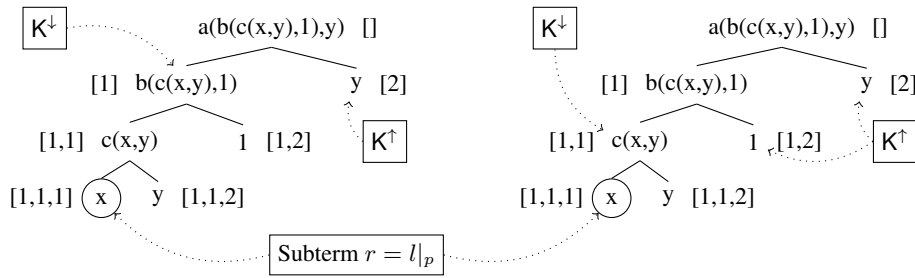 K↓ a(b(c(x,y),1),y) [] K↓ a(b(c(x,y),1),y) []
[1] b(c(x,y),1) y [2] [1] b(c(x,y),1) y [2]
[1,1] c(x,y) 1 [1,2] K↑ [1,1] c(x,y) 1 [1,2] K↑
[1,1,1] x y [1,1,2] [1,1,1] x y [1,1,2]
Subterm r = l|p